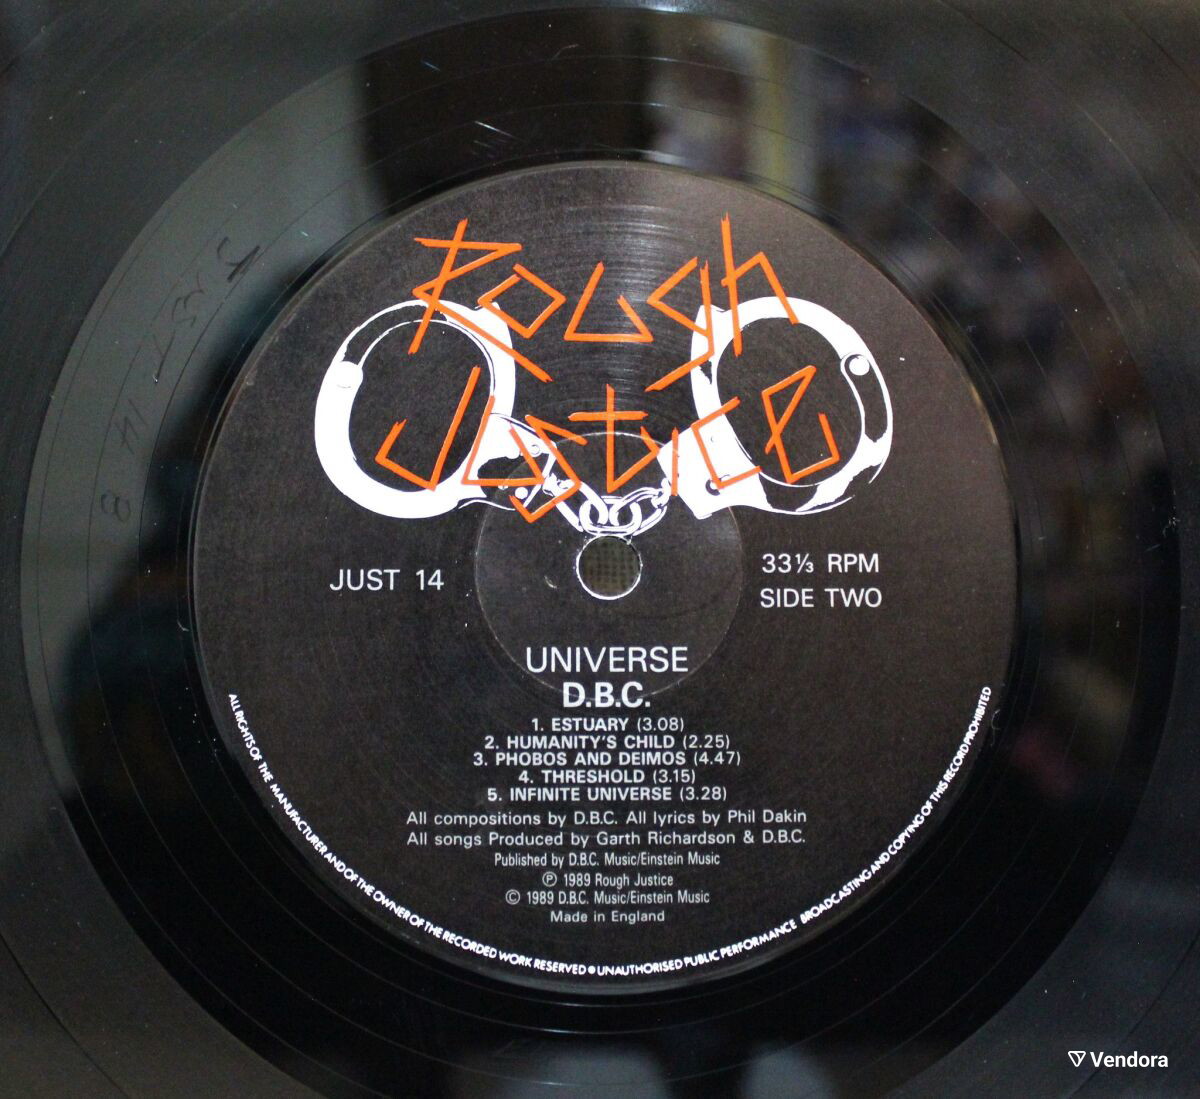 Rough
Justice
JUST 14 B
JUST 14
33⅓ RPM
SIDE TWO
UNIVERSE
D.B.C.
1. ESTUARY (3.08)
2. HUMANITY'S CHILD (2.25)
3. PHOBOS AND DEIMOS (4.47)
4. THRESHOLD (3.15)
5. INFINITE UNIVERSE (3.28)
All compositions by D.B.C. All lyrics by Phil Dakin
All songs Produced by Garth Richardson & D.B.C.
Published by D.B.C. Music/Einstein Music
℗ 1989 Rough Justice
© 1989 D.B.C. Music/Einstein Music
Made in England
ALL RIGHTS OF THE MANUFACTURER AND OF THE OWNER OF THE RECORDED WORK RESERVED ● UNAUTHORISED PUBLIC PERFORMANCE BROADCASTING AND COPYING OF THIS RECORD PROHIBITED
Vendora